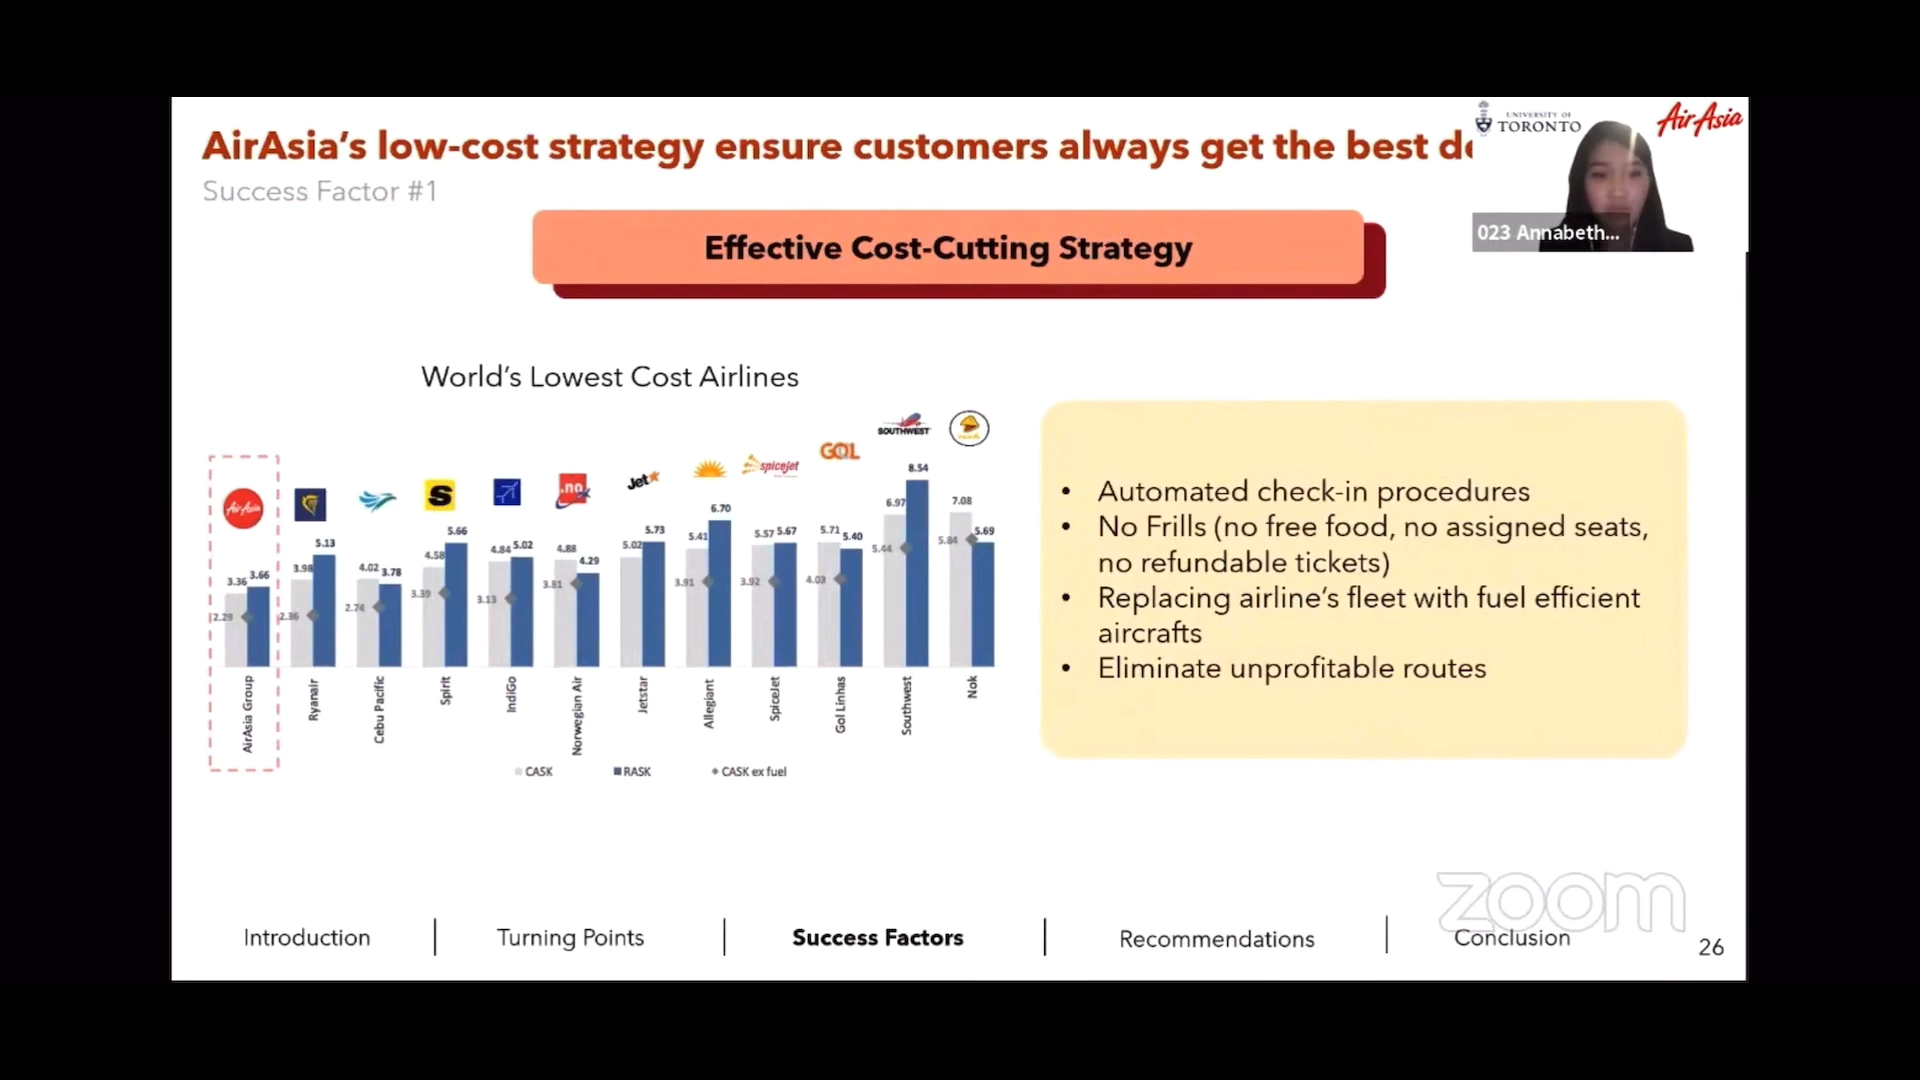 AirAsia's low-cost strategy ensure customers always get the best de
Success Factor #1
UNIVERSITY OF
TORONTO
AirAsia
023 Annabeth...
Effective Cost-Cutting Strategy
World's Lowest Cost Airlines
SOUTHWEST
GOL
spicejet
Jet
S
.no
AirAsia
3.36 3.66
2.29
3.98 5.13
2.36
4.02 3.78
2.74
4.58 5.66
3.39
4.84 5.02
3.13
4.88 4.29
3.81
5.02 5.73
5.41 6.70
3.91
5.57 5.67
3.92
5.71 5.40
4.03
6.97 8.54
5.44
7.08 5.69
5.84
AirAsia Group
Ryanair
Cebu Pacific
Spirit
IndiGo
Norwegian Air
Jetstar
Allegiant
SpiceJet
Gol Linhas
Southwest
Nok
CASK RASK CASK ex fuel
• Automated check-in procedures
• No Frills (no free food, no assigned seats,
no refundable tickets)
• Replacing airline's fleet with fuel efficient
aircrafts
• Eliminate unprofitable routes
zoom
Introduction Turning Points Success Factors Recommendations Conclusion
26